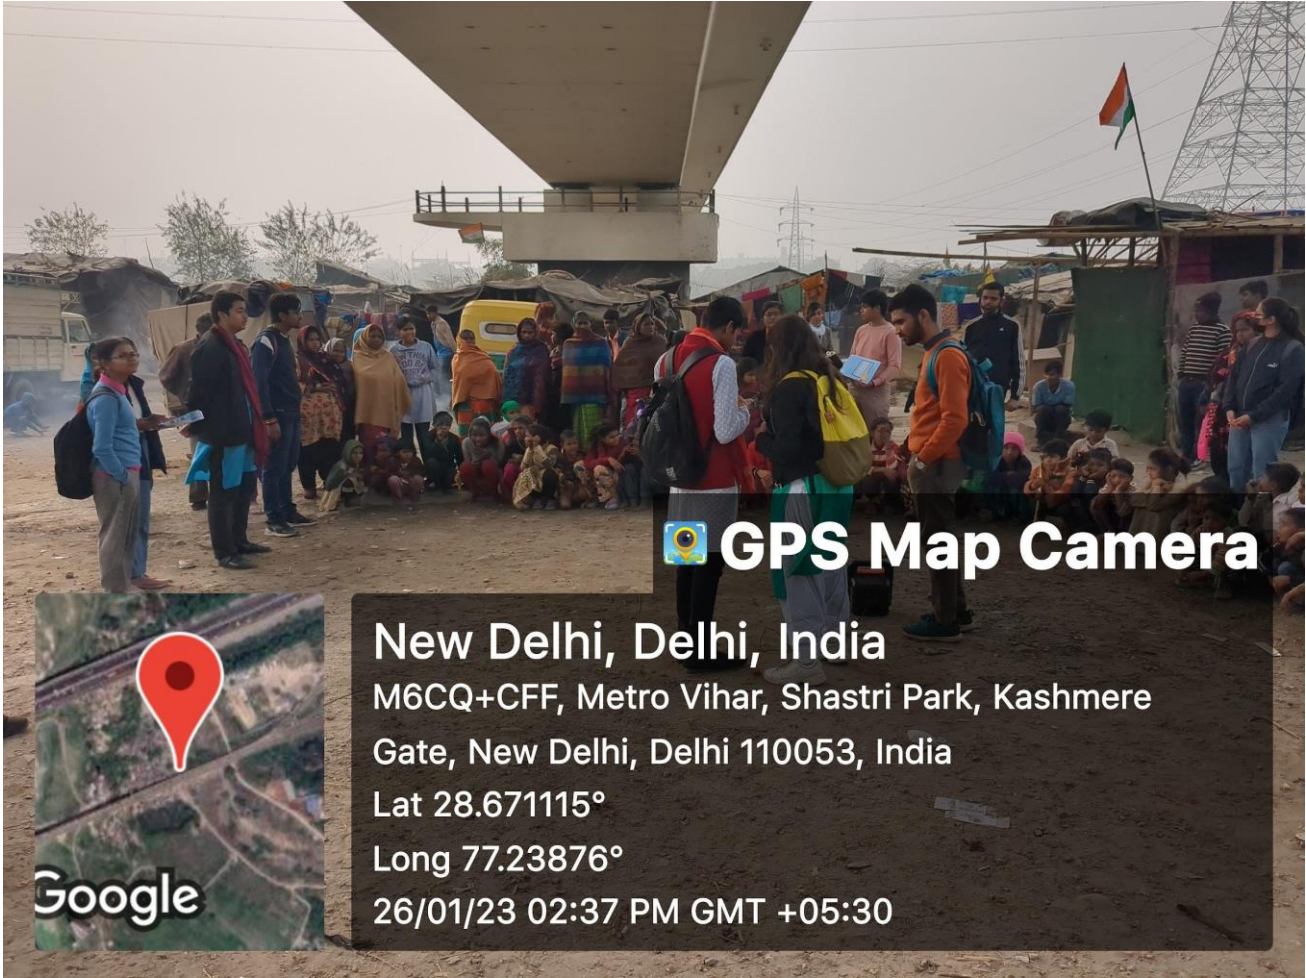 GPS Map Camera
New Delhi, Delhi, India
M6CQ+CFF, Metro Vihar, Shastri Park, Kashmere
Gate, New Delhi, Delhi 110053, India
Lat 28.671115°
Long 77.23876°
26/01/23 02:37 PM GMT +05:30
Google